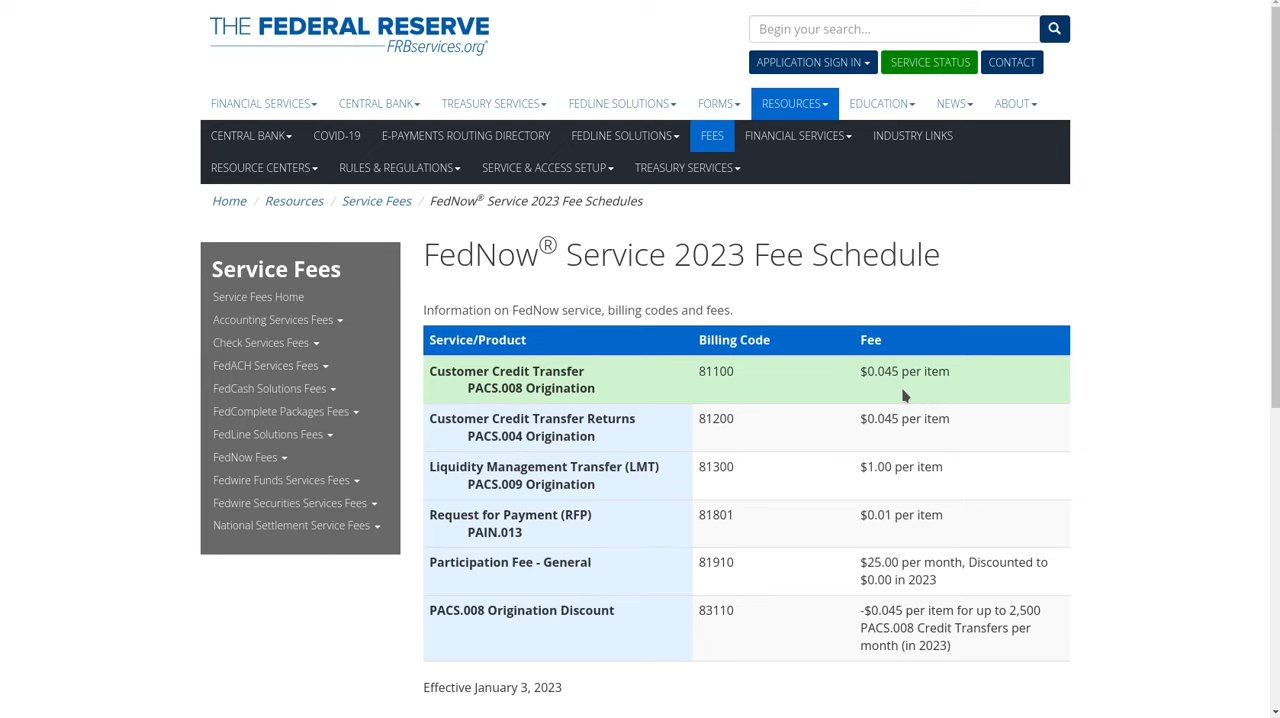 THE FEDERAL RESERVE
FRBservices.org®
Begin your search...
APPLICATION SIGN IN
SERVICE STATUS
CONTACT
FINANCIAL SERVICES
CENTRAL BANK
TREASURY SERVICES
FEDLINE SOLUTIONS
FORMS
RESOURCES
EDUCATION
NEWS
ABOUT
CENTRAL BANK
COVID-19
E-PAYMENTS ROUTING DIRECTORY
FEDLINE SOLUTIONS
FEES
FINANCIAL SERVICES
INDUSTRY LINKS
RESOURCE CENTERS
RULES & REGULATIONS
SERVICE & ACCESS SETUP
TREASURY SERVICES
Home / Resources / Service Fees / FedNow® Service 2023 Fee Schedules
Service Fees
Service Fees Home
Accounting Services Fees
Check Services Fees
FedACH Services Fees
FedCash Solutions Fees
FedComplete Packages Fees
FedLine Solutions Fees
FedNow Fees
Fedwire Funds Services Fees
Fedwire Securities Services Fees
National Settlement Service Fees
FedNow® Service 2023 Fee Schedule
Information on FedNow service, billing codes and fees.
Service/Product Billing Code Fee
Customer Credit Transfer 81100 $0.045 per item
PACS.008 Origination
Customer Credit Transfer Returns 81200 $0.045 per item
PACS.004 Origination
Liquidity Management Transfer (LMT) 81300 $1.00 per item
PACS.009 Origination
Request for Payment (RFP) 81801 $0.01 per item
PAIN.013
Participation Fee - General 81910 $25.00 per month, Discounted to
$0.00 in 2023
PACS.008 Origination Discount 83110 -$0.045 per item for up to 2,500
PACS.008 Credit Transfers per
month (in 2023)
Effective January 3, 2023